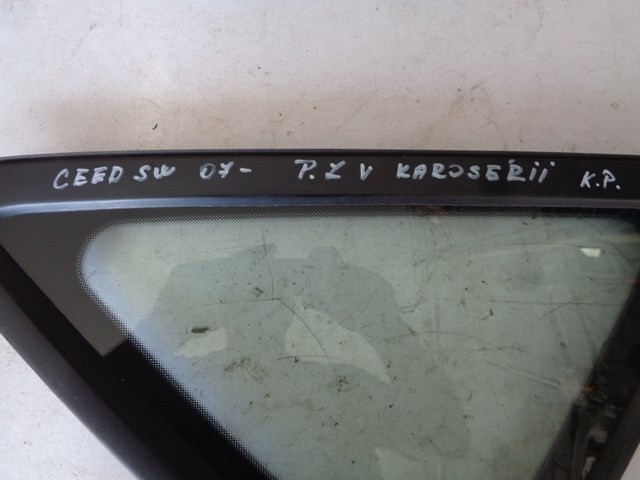 CEED SW 07- P.Z V KAROSÉRII K.P.